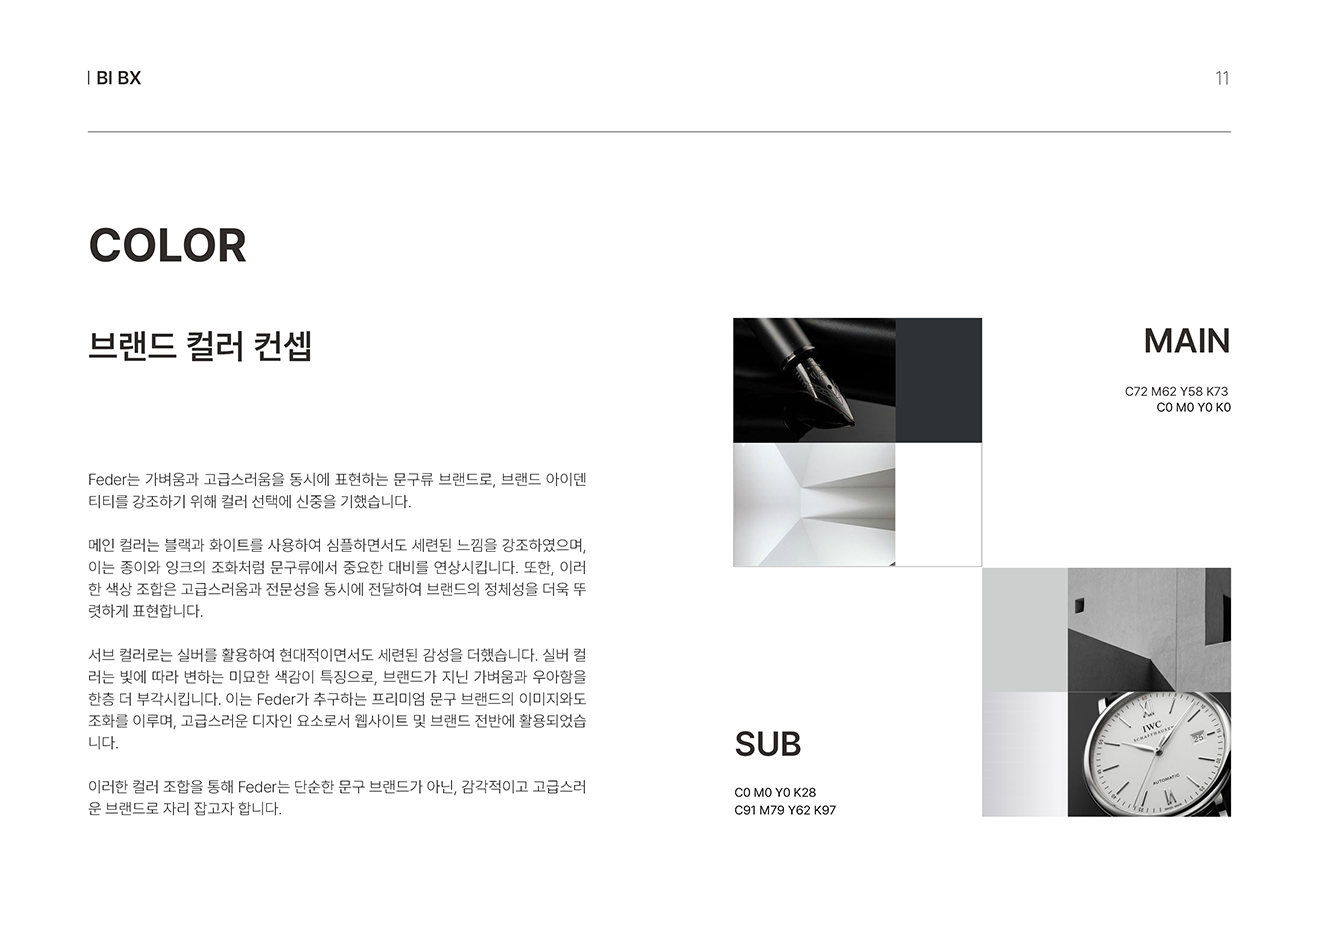 | BI BX
11
COLOR
브랜드 컬러 컨셉
Feder는 가벼움과 고급스러움을 동시에 표현하는 문구류 브랜드로, 브랜드 아이덴
티티를 강조하기 위해 컬러 선택에 신중을 기했습니다.
메인 컬러는 블랙과 화이트를 사용하여 심플하면서도 세련된 느낌을 강조하였으며,
이는 종이와 잉크의 조화처럼 문구류에서 중요한 대비를 연상시킵니다. 또한, 이러
한 색상 조합은 고급스러움과 전문성을 동시에 전달하여 브랜드의 정체성을 더욱 뚜
렷하게 표현합니다.
서브 컬러로는 실버를 활용하여 현대적이면서도 세련된 감성을 더했습니다. 실버 컬
러는 빛에 따라 변하는 미묘한 색감이 특징으로, 브랜드가 지닌 가벼움과 우아함을
한층 더 부각시킵니다. 이는 Feder가 추구하는 프리미엄 문구 브랜드의 이미지와도
조화를 이루며, 고급스러운 디자인 요소로서 웹사이트 및 브랜드 전반에 활용되었습
니다.
이러한 컬러 조합을 통해 Feder는 단순한 문구 브랜드가 아닌, 감각적이고 고급스러
운 브랜드로 자리 잡고자 합니다.
MAIN
C72 M62 Y58 K73
C0 M0 Y0 K0
SUB
C0 M0 Y0 K28
C91 M79 Y62 K97
IWC
SCHAFFHAUSEN
25
AUTOMATIC